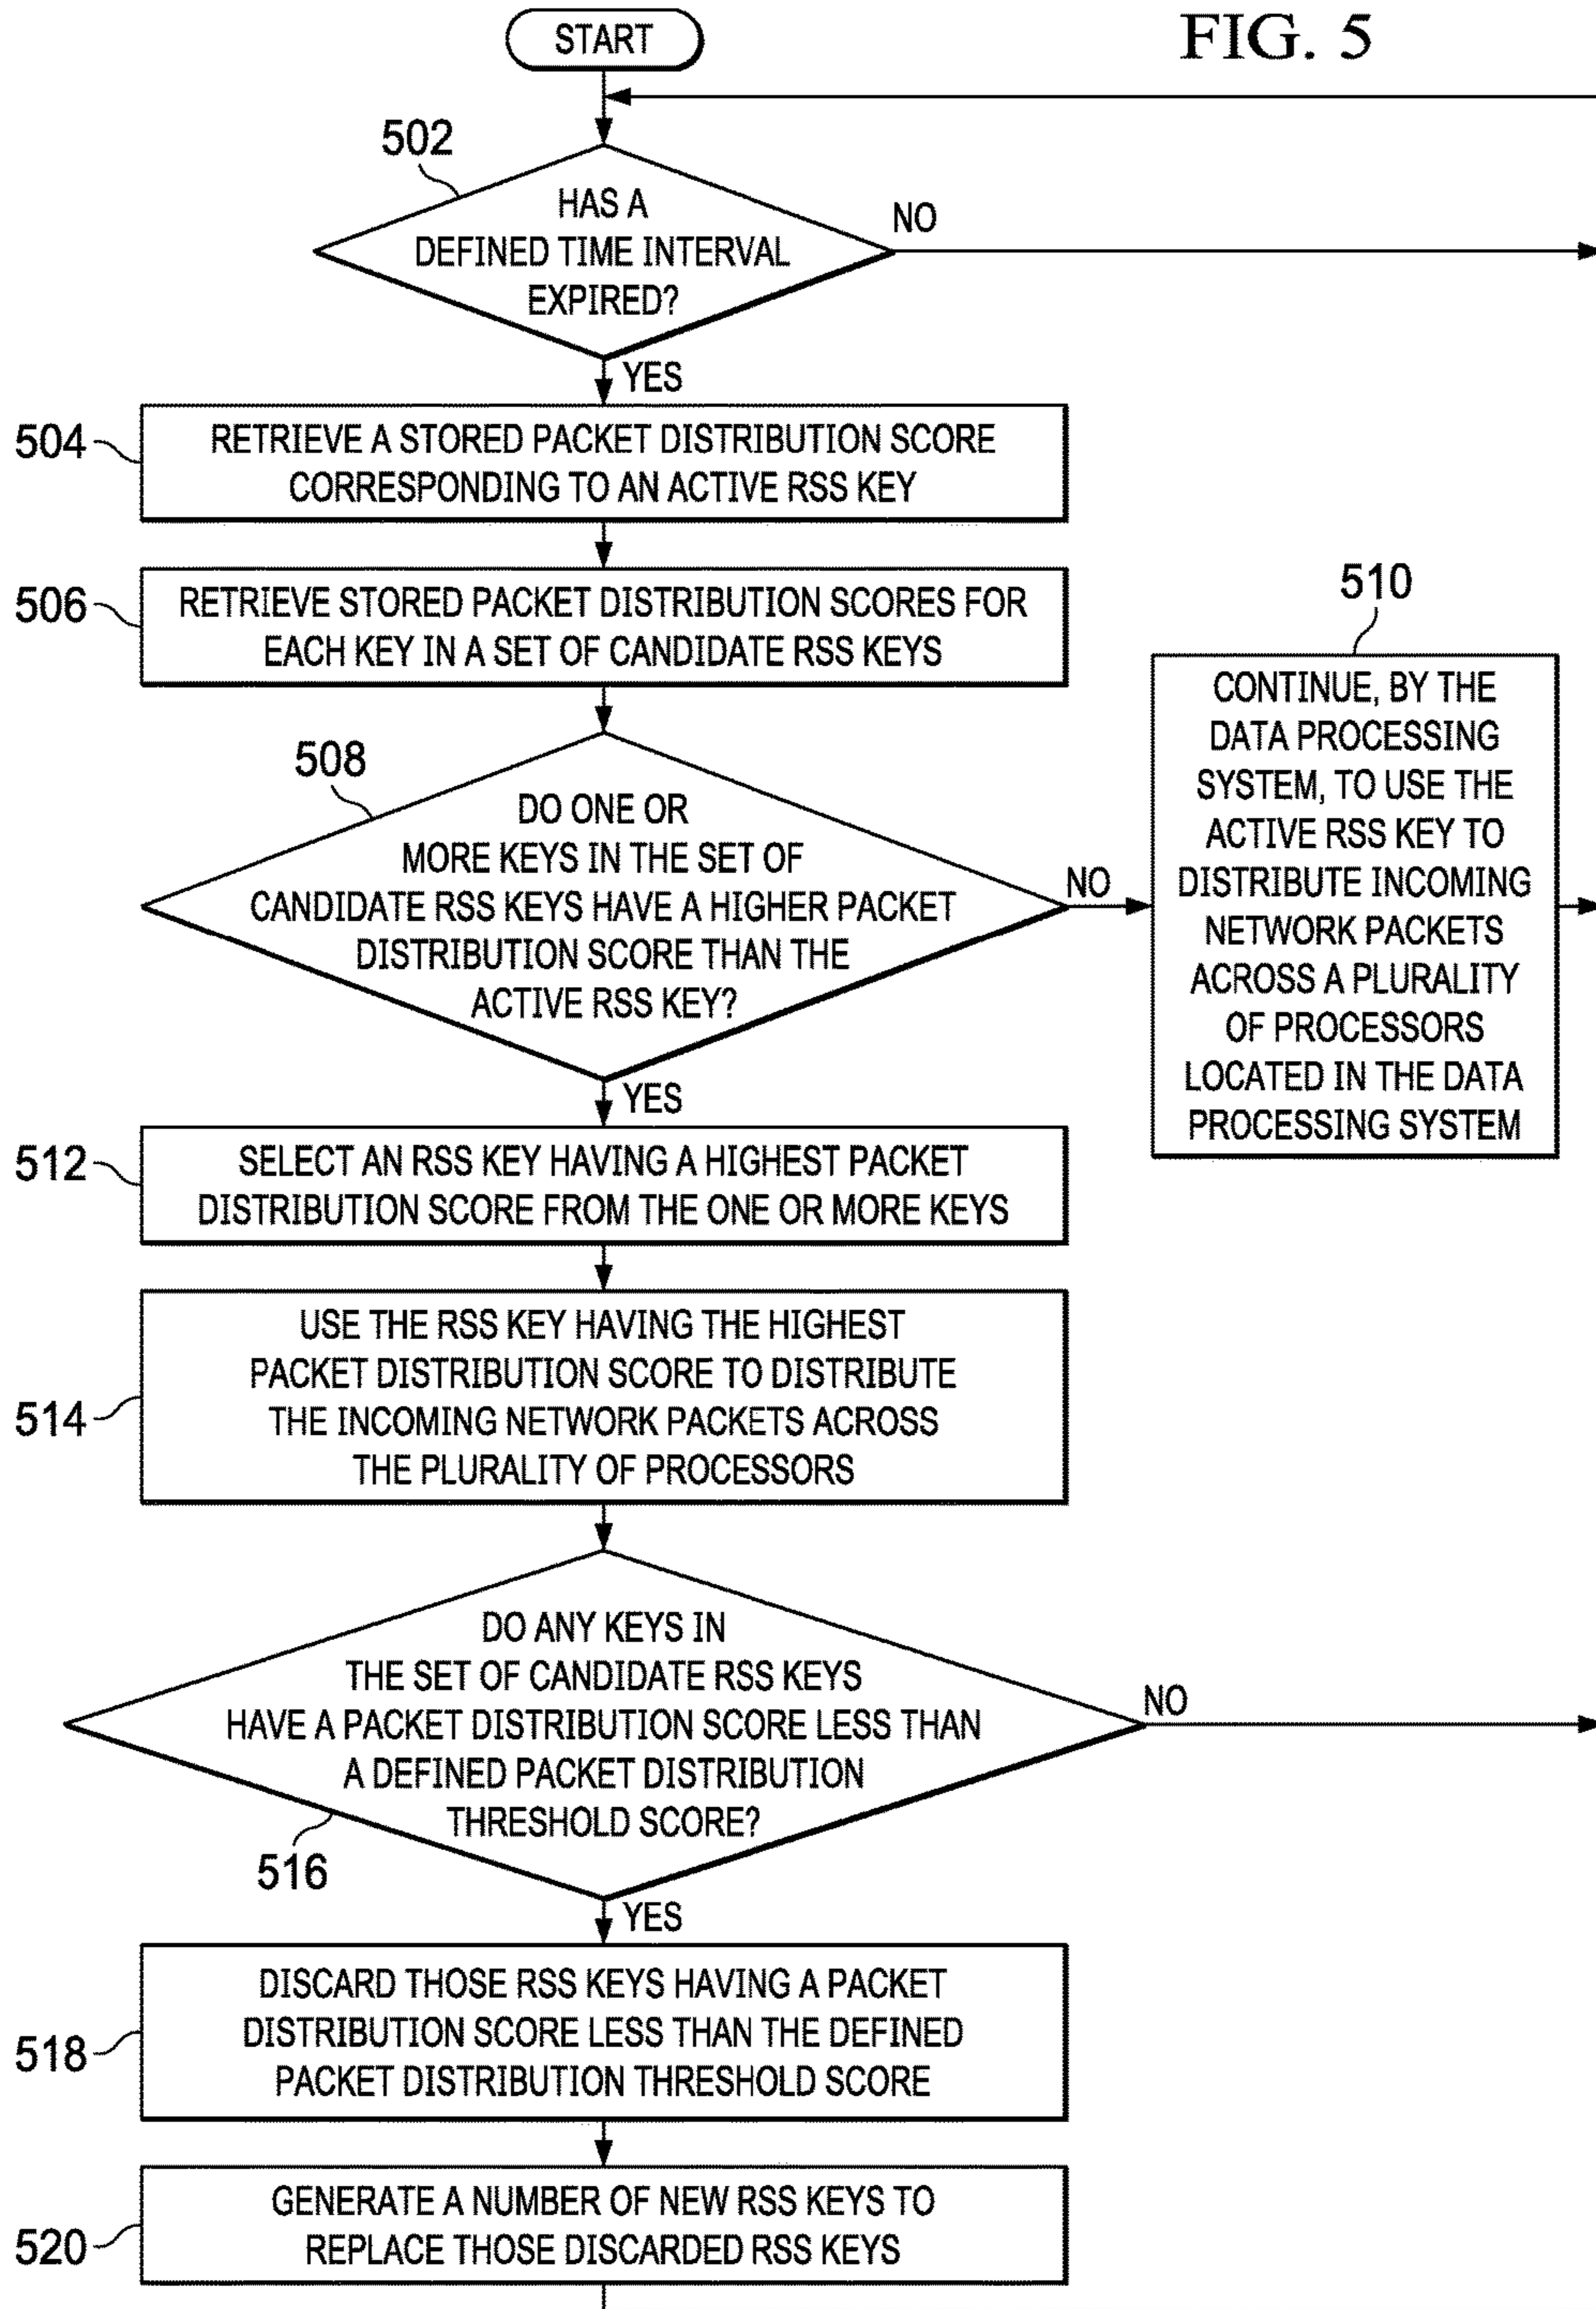 START
FIG. 5
502
HAS A
DEFINED TIME INTERVAL
EXPIRED?
NO
YES
504
RETRIEVE A STORED PACKET DISTRIBUTION SCORE
CORRESPONDING TO AN ACTIVE RSS KEY
506
RETRIEVE STORED PACKET DISTRIBUTION SCORES FOR
EACH KEY IN A SET OF CANDIDATE RSS KEYS
508
DO ONE OR
MORE KEYS IN THE SET OF
CANDIDATE RSS KEYS HAVE A HIGHER PACKET
DISTRIBUTION SCORE THAN THE
ACTIVE RSS KEY?
NO
510
CONTINUE, BY THE
DATA PROCESSING
SYSTEM, TO USE THE
ACTIVE RSS KEY TO
DISTRIBUTE INCOMING
NETWORK PACKETS
ACROSS A PLURALITY
OF PROCESSORS
LOCATED IN THE DATA
PROCESSING SYSTEM
YES
512
SELECT AN RSS KEY HAVING A HIGHEST PACKET
DISTRIBUTION SCORE FROM THE ONE OR MORE KEYS
514
USE THE RSS KEY HAVING THE HIGHEST
PACKET DISTRIBUTION SCORE TO DISTRIBUTE
THE INCOMING NETWORK PACKETS ACROSS
THE PLURALITY OF PROCESSORS
DO ANY KEYS IN
THE SET OF CANDIDATE RSS KEYS
HAVE A PACKET DISTRIBUTION SCORE LESS THAN
A DEFINED PACKET DISTRIBUTION
THRESHOLD SCORE?
NO
516
YES
518
DISCARD THOSE RSS KEYS HAVING A PACKET
DISTRIBUTION SCORE LESS THAN THE DEFINED
PACKET DISTRIBUTION THRESHOLD SCORE
520
GENERATE A NUMBER OF NEW RSS KEYS TO
REPLACE THOSE DISCARDED RSS KEYS